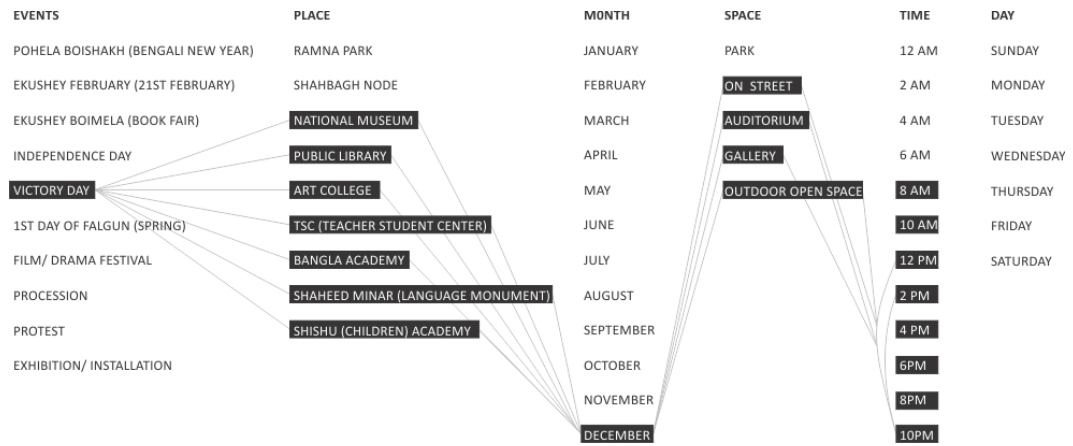 EVENTS PLACE M0NTH SPACE TIME DAY
POHELA BOISHAKH (BENGALI NEW YEAR) RAMNA PARK JANUARY PARK 12 AM SUNDAY
EKUSHEY FEBRUARY (21ST FEBRUARY) SHAHBAGH NODE FEBRUARY ON STREET 2 AM MONDAY
EKUSHEY BOIMELA (BOOK FAIR) NATIONAL MUSEUM MARCH AUDITORIUM 4 AM TUESDAY
INDEPENDENCE DAY PUBLIC LIBRARY APRIL GALLERY 6 AM WEDNESDAY
VICTORY DAY ART COLLEGE MAY OUTDOOR OPEN SPACE 8 AM THURSDAY
1ST DAY OF FALGUN (SPRING) TSC (TEACHER STUDENT CENTER) JUNE 10 AM FRIDAY
FILM/ DRAMA FESTIVAL BANGLA ACADEMY JULY 12 PM SATURDAY
PROCESSION SHAHEED MINAR (LANGUAGE MONUMENT) AUGUST 2 PM
PROTEST SHISHU (CHILDREN) ACADEMY SEPTEMBER 4 PM
EXHIBITION/ INSTALLATION OCTOBER 6PM
NOVEMBER 8PM
DECEMBER 10PM